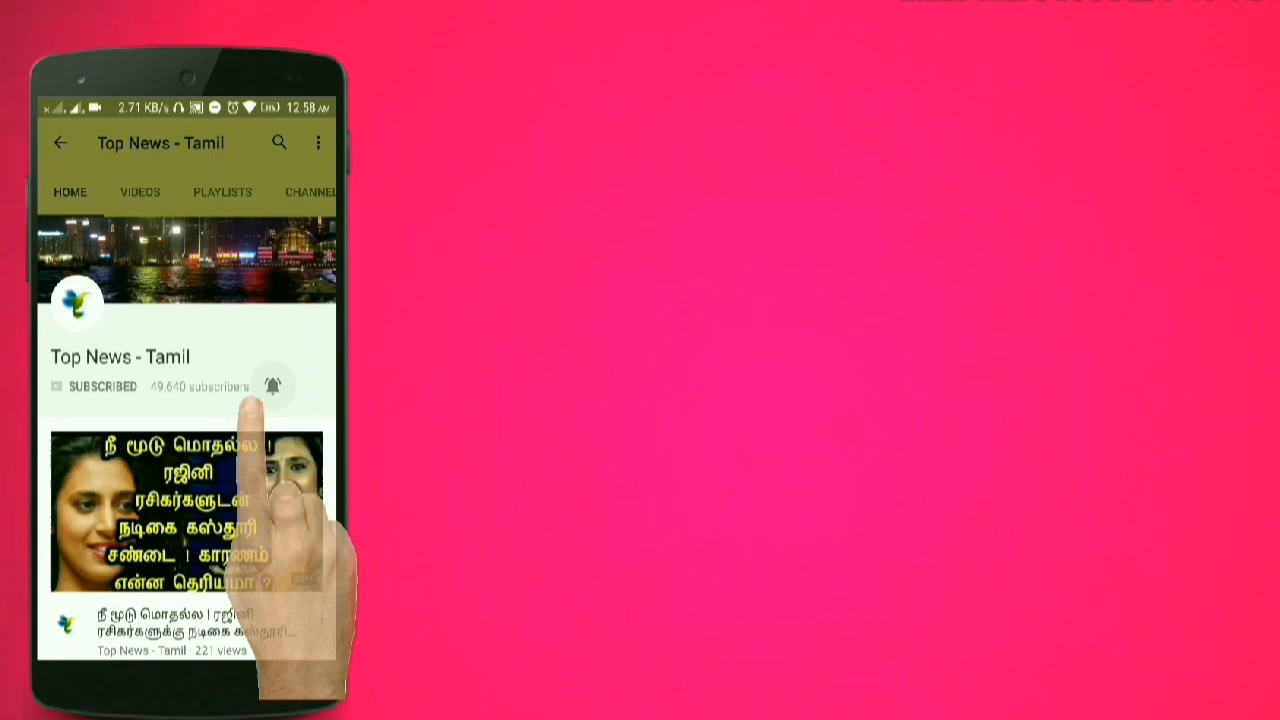 2.71 KB/s 12.58 AM
Top News - Tamil
HOME VIDEOS PLAYLISTS CHANNEL
Top News - Tamil
SUBSCRIBED 49,640 subscribers
நீ மூடு மொதல்ல !
ரஜினி
ரசிகர்களுடன்
நடிகை கஸ்தூரி
சண்டை ! காரணம்
என்ன தெரியுமா ?
நீ மூடு மொதல்ல ! ரஜினி
ரசிகர்களுக்கு நடிகை கஸ்தூரி...
Top News - Tamil · 221 views